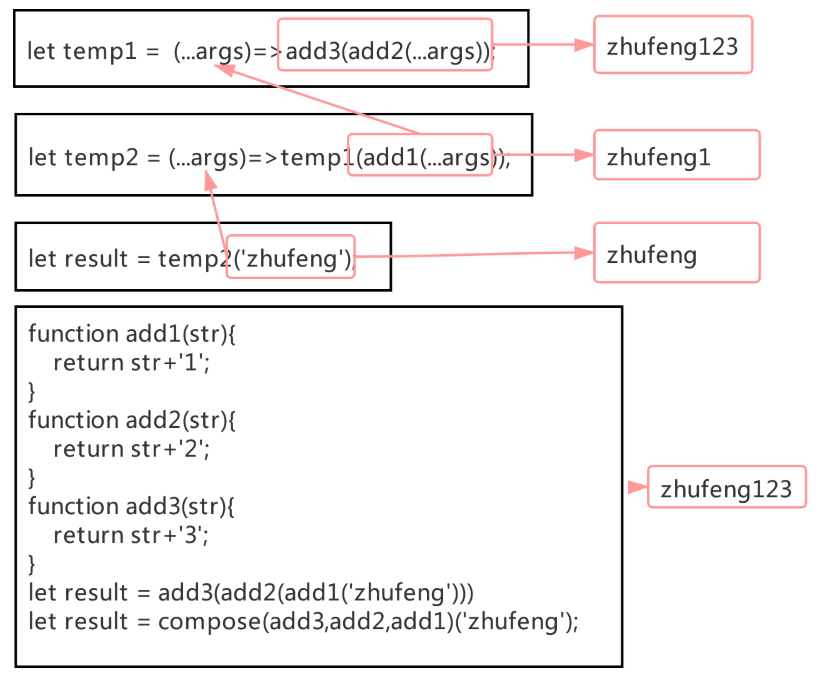 let temp1 =  (...args)=>add3(add2(...args));
zhufeng123
let temp2 = (...args)=>temp1(add1(...args));
zhufeng1
let result = temp2('zhufeng');
zhufeng
function add1(str){
    return str+'1';
}
function add2(str){
    return str+'2';
}
function add3(str){
    return str+'3';
}
let result = add3(add2(add1('zhufeng')))
let result = compose(add3,add2,add1)('zhufeng');
zhufeng123